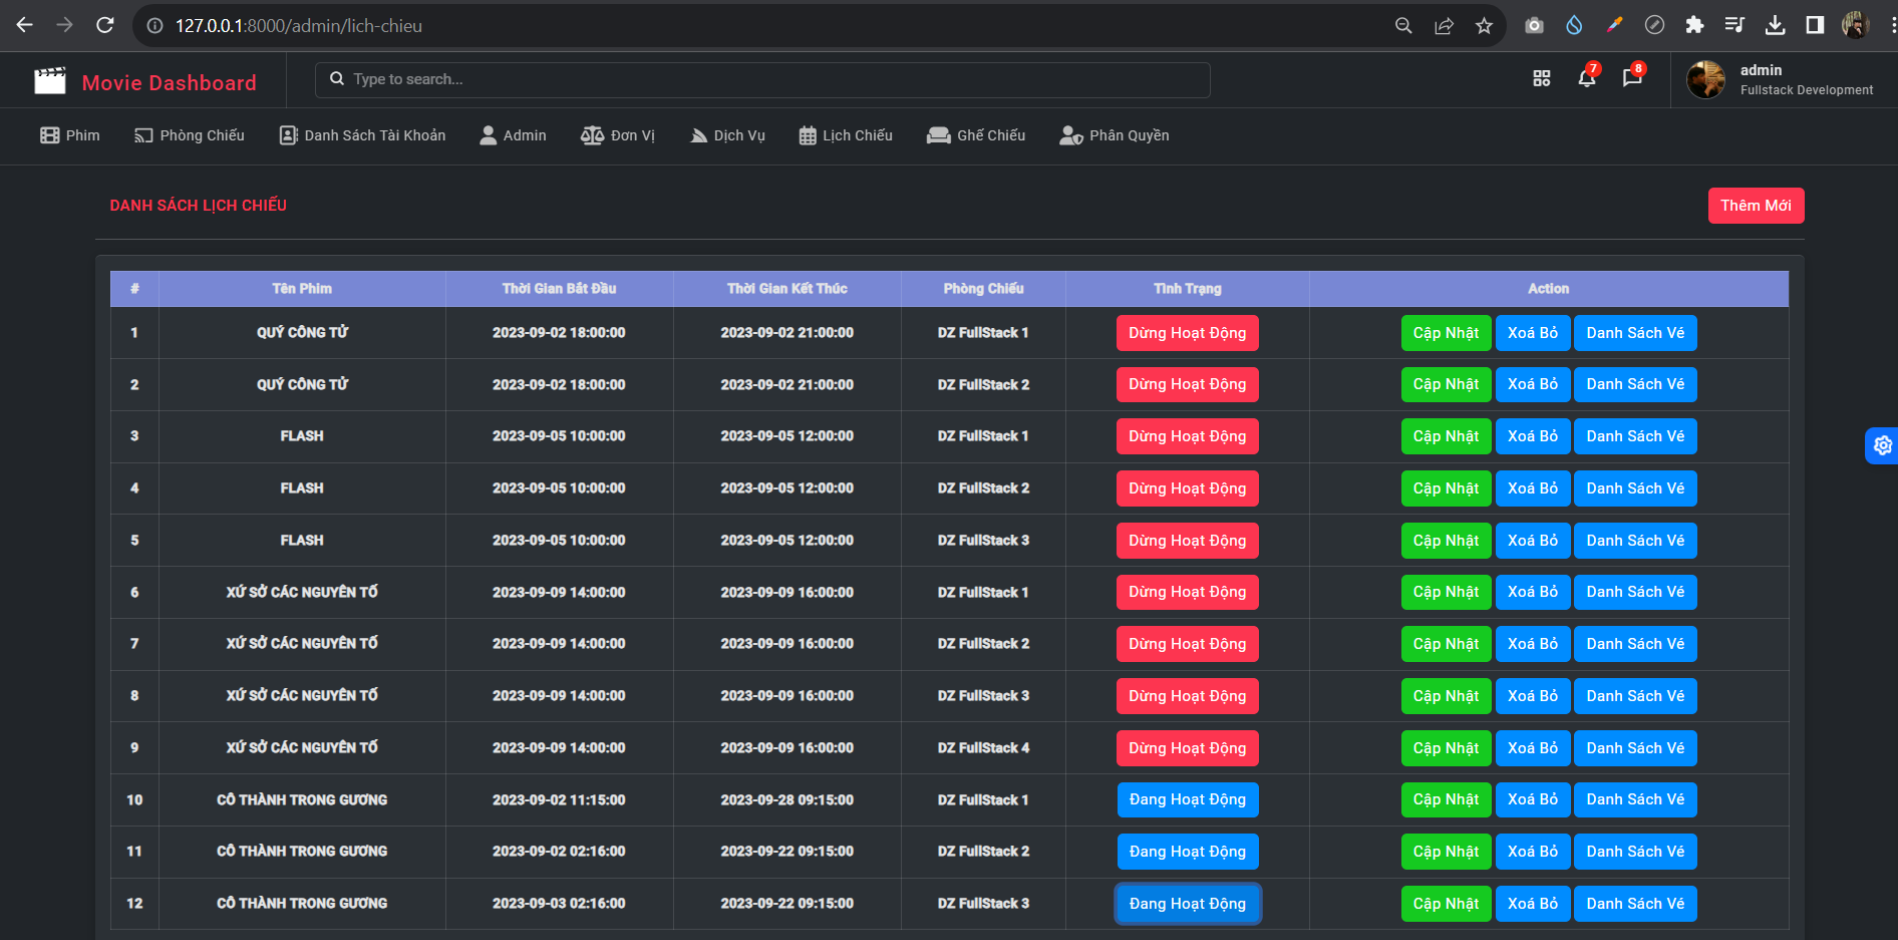 127.0.0.1:8000/admin/lich-chieu
Movie Dashboard
Type to search...
7
8
admin
Fullstack Development
Phim Phòng Chiếu Danh Sách Tài Khoản Admin Đơn Vị Dịch Vụ Lịch Chiếu Ghế Chiếu Phân Quyền
DANH SÁCH LỊCH CHIẾU
Thêm Mới
# Tên Phim Thời Gian Bắt Đầu Thời Gian Kết Thúc Phòng Chiếu Tình Trạng Action
1 QUÝ CÔNG TỬ 2023-09-02 18:00:00 2023-09-02 21:00:00 DZ FullStack 1 Dừng Hoạt Động Cập Nhật Xoá Bỏ Danh Sách Vé
2 QUÝ CÔNG TỬ 2023-09-02 18:00:00 2023-09-02 21:00:00 DZ FullStack 2 Dừng Hoạt Động Cập Nhật Xoá Bỏ Danh Sách Vé
3 FLASH 2023-09-05 10:00:00 2023-09-05 12:00:00 DZ FullStack 1 Dừng Hoạt Động Cập Nhật Xoá Bỏ Danh Sách Vé
4 FLASH 2023-09-05 10:00:00 2023-09-05 12:00:00 DZ FullStack 2 Dừng Hoạt Động Cập Nhật Xoá Bỏ Danh Sách Vé
5 FLASH 2023-09-05 10:00:00 2023-09-05 12:00:00 DZ FullStack 3 Dừng Hoạt Động Cập Nhật Xoá Bỏ Danh Sách Vé
6 XỨ SỞ CÁC NGUYÊN TỐ 2023-09-09 14:00:00 2023-09-09 16:00:00 DZ FullStack 1 Dừng Hoạt Động Cập Nhật Xoá Bỏ Danh Sách Vé
7 XỨ SỞ CÁC NGUYÊN TỐ 2023-09-09 14:00:00 2023-09-09 16:00:00 DZ FullStack 2 Dừng Hoạt Động Cập Nhật Xoá Bỏ Danh Sách Vé
8 XỨ SỞ CÁC NGUYÊN TỐ 2023-09-09 14:00:00 2023-09-09 16:00:00 DZ FullStack 3 Dừng Hoạt Động Cập Nhật Xoá Bỏ Danh Sách Vé
9 XỨ SỞ CÁC NGUYÊN TỐ 2023-09-09 14:00:00 2023-09-09 16:00:00 DZ FullStack 4 Dừng Hoạt Động Cập Nhật Xoá Bỏ Danh Sách Vé
10 CÔ THÀNH TRONG GƯƠNG 2023-09-02 11:15:00 2023-09-28 09:15:00 DZ FullStack 1 Đang Hoạt Động Cập Nhật Xoá Bỏ Danh Sách Vé
11 CÔ THÀNH TRONG GƯƠNG 2023-09-02 02:16:00 2023-09-22 09:15:00 DZ FullStack 2 Đang Hoạt Động Cập Nhật Xoá Bỏ Danh Sách Vé
12 CÔ THÀNH TRONG GƯƠNG 2023-09-03 02:16:00 2023-09-22 09:15:00 DZ FullStack 3 Đang Hoạt Động Cập Nhật Xoá Bỏ Danh Sách Vé